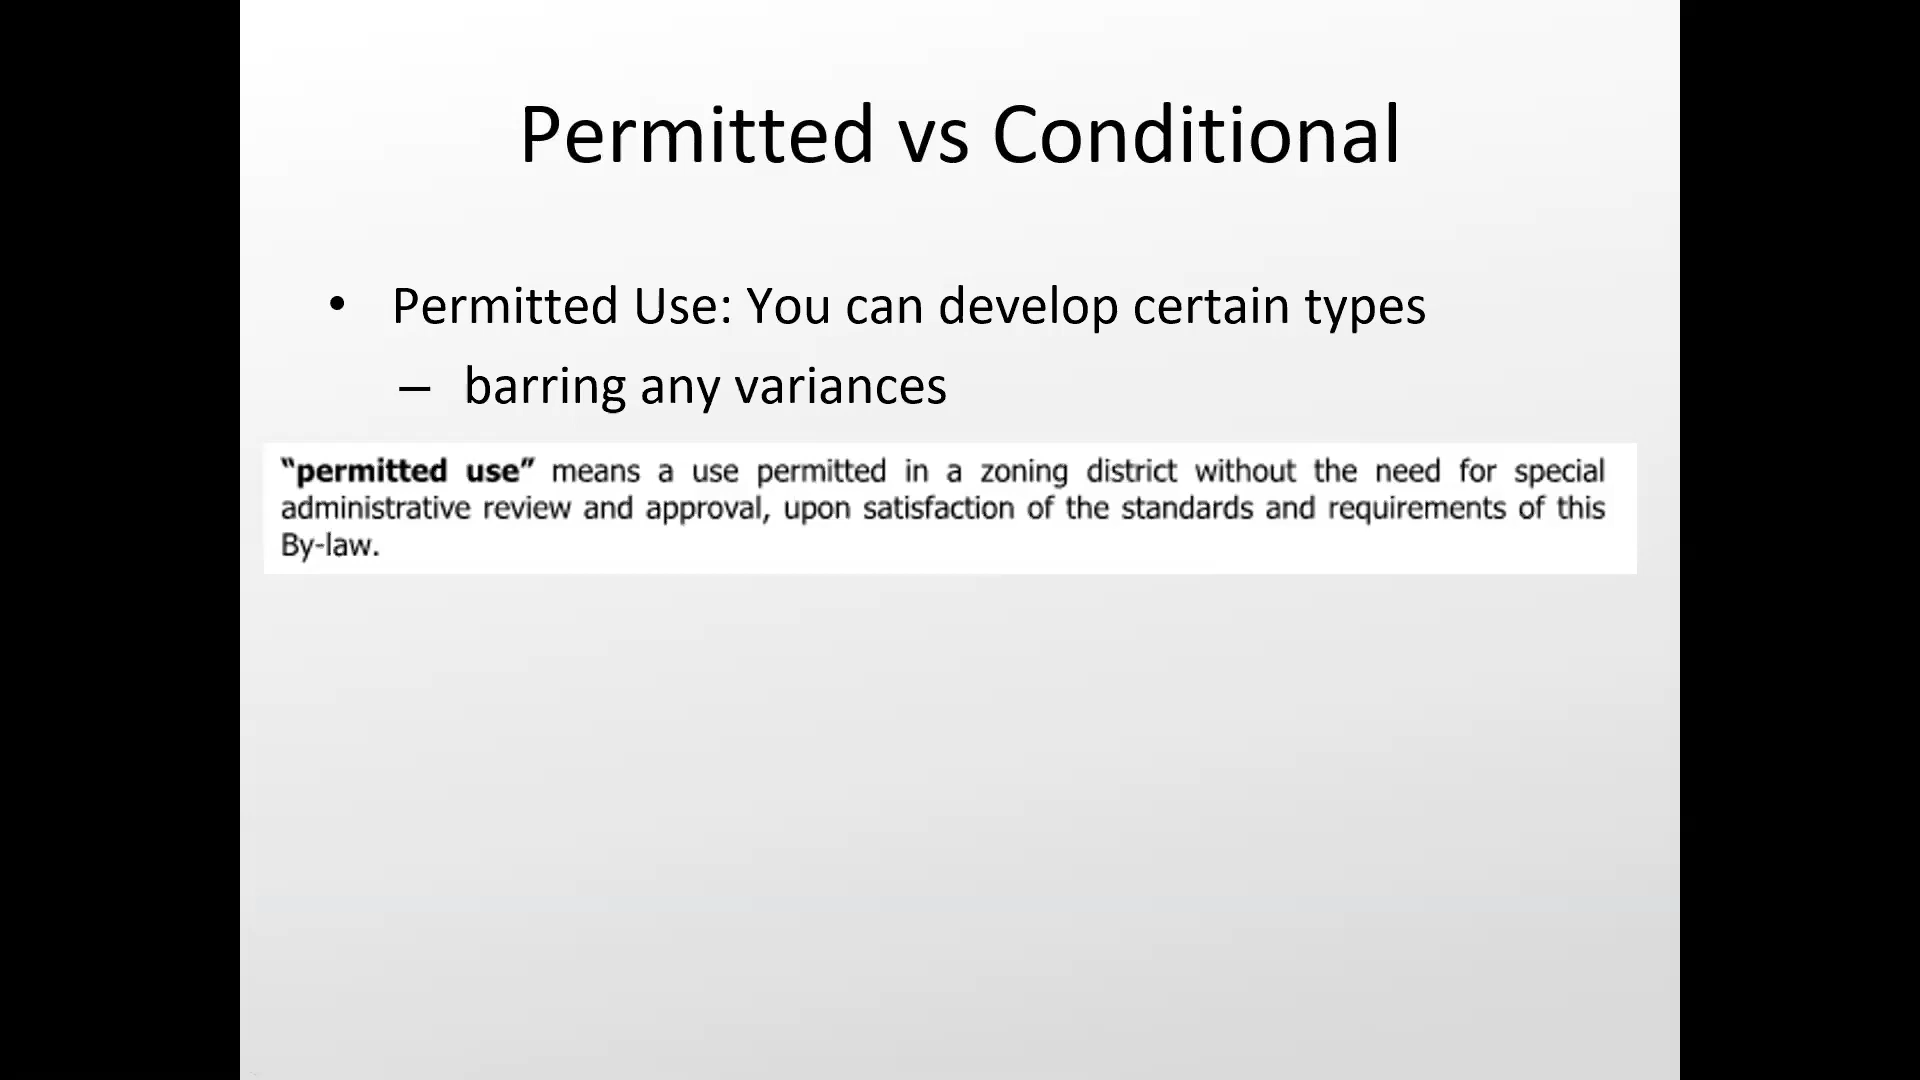 Permitted vs Conditional
• Permitted Use: You can develop certain types
– barring any variances
“permitted use” means a use permitted in a zoning district without the need for special
administrative review and approval, upon satisfaction of the standards and requirements of this
By-law.